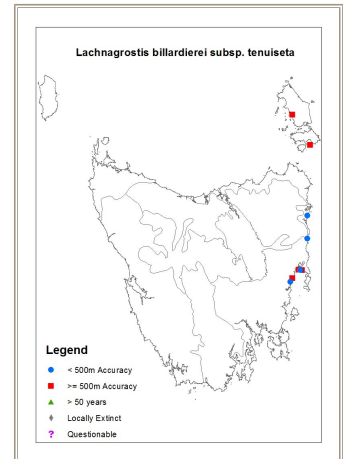 Lachnagrostis billardierei subsp. tenuiseta
Legend
< 500m Accuracy
>= 500m Accuracy
> 50 years
Locally Extinct
? Questionable